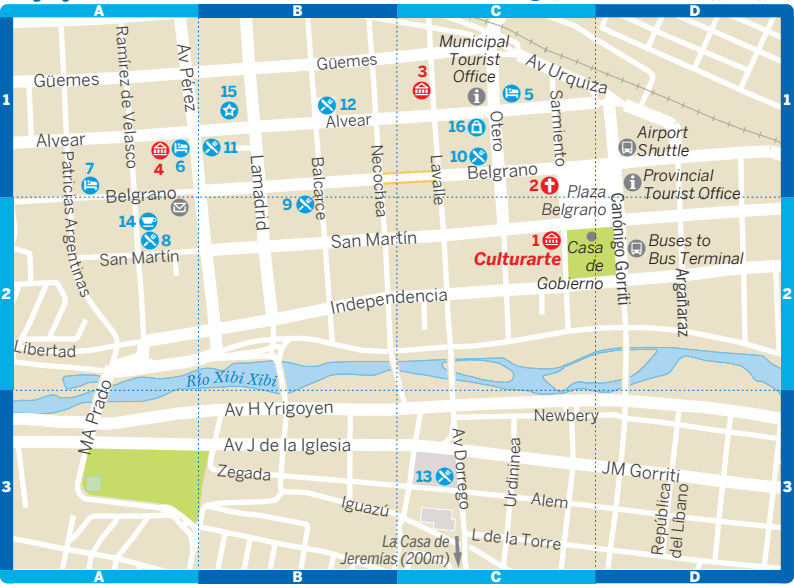 A
B
C
D
1
1
2
2
3
3
Ramírez de Velasco
Av Pérez
Güemes
Güemes
Municipal
Tourist
Office
Av Urquiza
15
12
3
5
Alvear
Alvear
16
Otero
Sarmiento
Airport
Shuttle
4
6
11
10
7
Patricias Argentinas
Lamadrid
Balcarce
Necochea
Lavalle
Belgrano
Belgrano
2
Provincial
Tourist Office
Plaza
Belgrano
Canónigo Gorriti
9
14
8
San Martín
San Martín
1
Culturarte
Casa
de
Gobierno
Buses to
Bus Terminal
Argañaraz
Independencia
Libertad
Río Xibi Xibi
MA Prado
Av H Yrigoyen
Newbery
Av J de la Iglesia
Av Dorrego
Urdininea
JM Gorriti
Zegada
13
Iguazú
Alem
República
del Líbano
La Casa de
Jeremías (200m)
L de la Torre
A
B
C
D